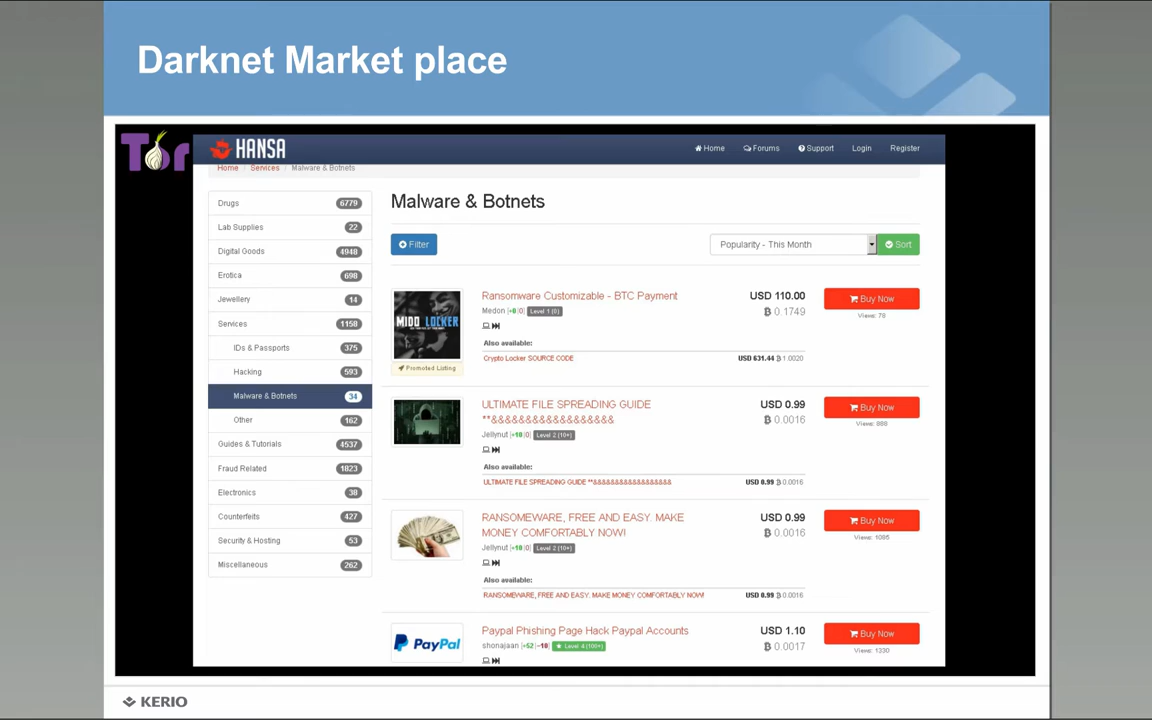 Darknet Market place
Tor
HANSA
Home
Forums
Support
Login
Register
Home
Services
Malware & Botnets
Drugs 6779
Lab Supplies 22
Digital Goods 4948
Erotica 698
Jewellery 14
Services 1158
IDs & Passports 375
Hacking 593
Malware & Botnets 34
Other 162
Guides & Tutorials 4537
Fraud Related 1823
Electronics 38
Counterfeits 427
Security & Hosting 53
Miscellaneous 262
Malware & Botnets
Filter
Popularity - This Month
Sort
MIDO LOCKER
Promoted Listing
Ransomware Customizable - BTC Payment
Medon [+0|0] Level 1 (0)
Also available:
Crypto Locker SOURCE CODE USD 631.44 ฿ 1.0020
USD 110.00
฿ 0.1749
Buy Now
Views: 78
ULTIMATE FILE SPREADING GUIDE
**&&&&&&&&&&&&&&&&&&
Jellynut [+18|0] Level 2 (10+)
Also available:
ULTIMATE FILE SPREADING GUIDE **&&&&&&&&&&&&&&&&&& USD 0.99 ฿ 0.0016
USD 0.99
฿ 0.0016
Buy Now
Views: 888
RANSOMEWARE, FREE AND EASY. MAKE
MONEY COMFORTABLY NOW!
Jellynut [+18|0] Level 2 (10+)
Also available:
RANSOMEWARE, FREE AND EASY. MAKE MONEY COMFORTABLY NOW! USD 0.99 ฿ 0.0016
USD 0.99
฿ 0.0016
Buy Now
Views: 1085
PayPal
Paypal Phishing Page Hack Paypal Accounts
shonajaan [+52|-10] Level 4 (100+)
USD 1.10
฿ 0.0017
Buy Now
Views: 1330
KERIO